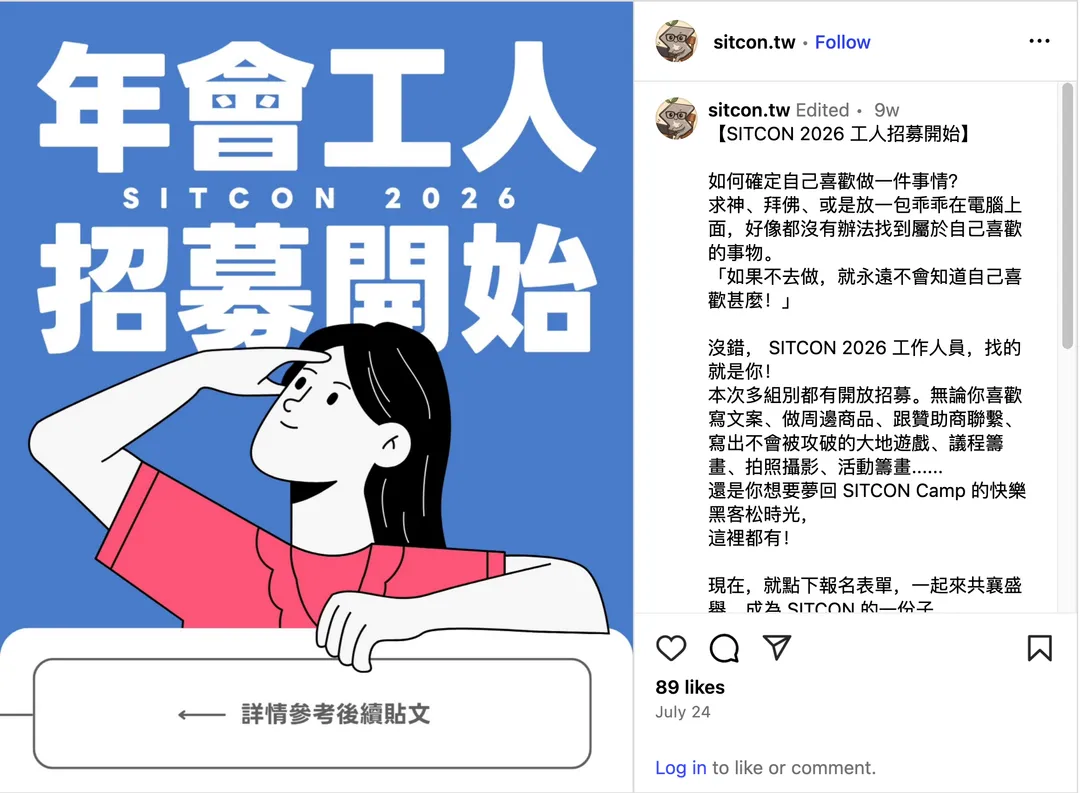 年會工人
SITCON 2026
招募開始
← 詳情參考後續貼文
sitcon.tw • Follow
sitcon.tw Edited • 9w
【SITCON 2026 工人招募開始】
如何確定自己喜歡做一件事情？
求神、拜佛、或是放一包乖乖在電腦上
面，好像都沒有辦法找到屬於自己喜歡
的事物。
「如果不去做，就永遠不會知道自己喜
歡甚麼！」
沒錯， SITCON 2026 工作人員，找的
就是你！
本次多組別都有開放招募。無論你喜歡
寫文案、做周邊商品、跟贊助商聯繫、
寫出不會被攻破的大地遊戲、議程籌
畫、拍照攝影、活動籌畫......
還是你想要夢回 SITCON Camp 的快樂
黑客松時光，
這裡都有！
現在，就點下報名表單，一起來共襄盛
舉，成為 SITCON 的一份子
89 likes
July 24
Log in to like or comment.